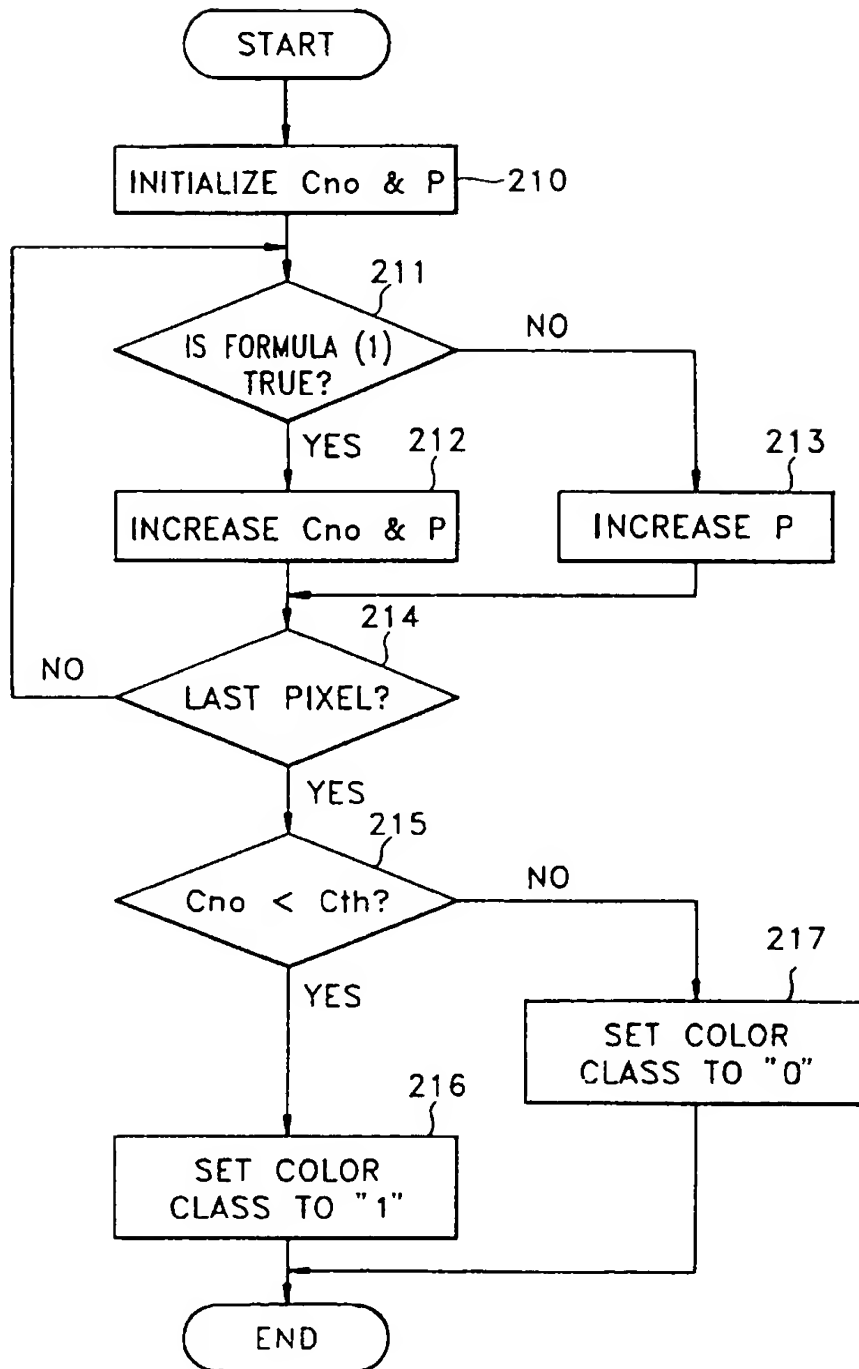 START
INITIALIZE Cno & P
210
211
IS FORMULA (1)
TRUE?
NO
YES
212
213
INCREASE Cno & P
INCREASE P
214
NO
LAST PIXEL?
YES
215
Cno < Cth?
NO
YES
217
SET COLOR
CLASS TO "0"
216
SET COLOR
CLASS TO "1"
END